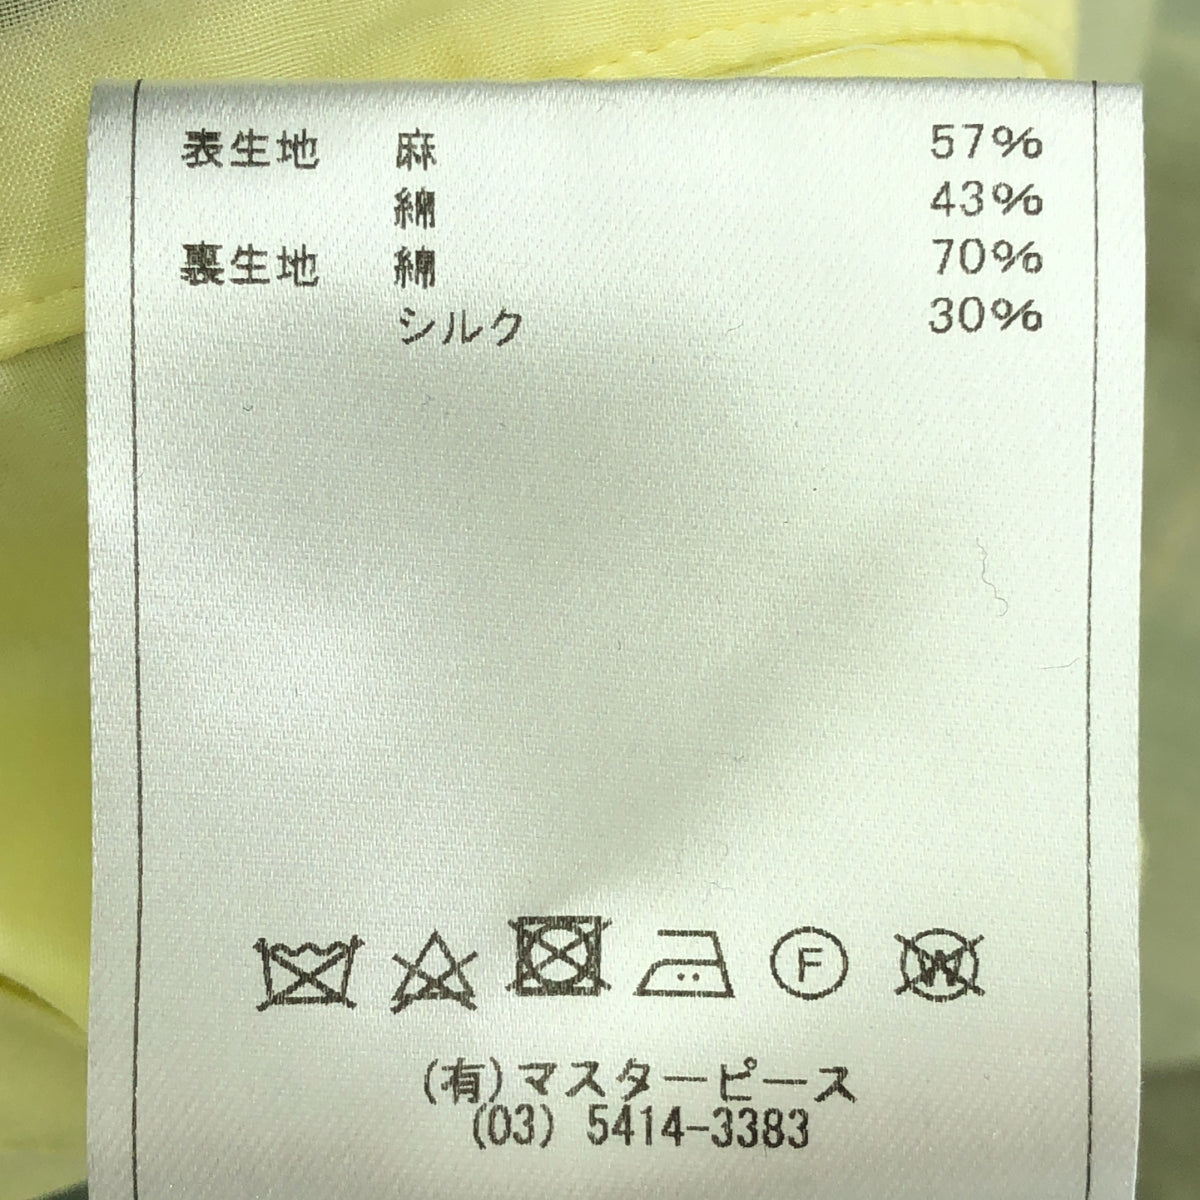 表生地 麻 57%
綿 43%
裏生地 綿 70%
シルク 30%
F W
(有)マスターピース
(03) 5414-3383